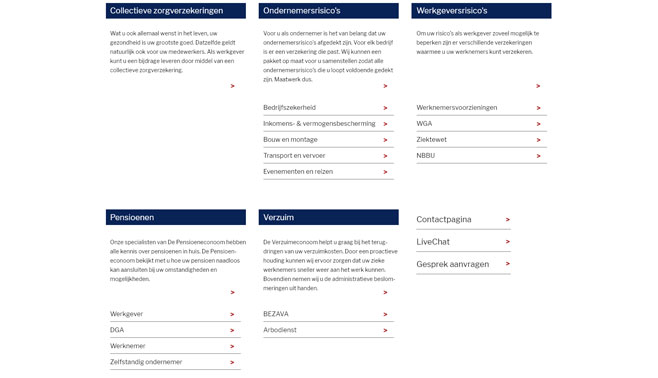 Collectieve zorgverzekeringen
Wat u ook allemaal wenst in het leven, uw
gezondheid is uw grootste goed. Datzelfde geldt
natuurlijk ook voor uw medewerkers. Als werkgever
kunt u een bijdrage leveren door middel van een
collectieve zorgverzekering.
>
Ondernemersrisico's
Voor u als ondernemer is het van belang dat uw
ondernemersrisico's afgedekt zijn. Voor elk bedrijf
is er een verzekering die past. Wij kunnen een
pakket op maat voor u samenstellen zodat alle
ondernemersrisico's die u loopt voldoende gedekt
zijn. Maatwerk dus.
>
Bedrijfszekerheid >
Inkomens- & vermogensbescherming >
Bouw en montage >
Transport en vervoer >
Evenementen en reizen >
Werkgeversrisico's
Om uw risico's als werkgever zoveel mogelijk te
beperken zijn er verschillende verzekeringen
waarmee u uw werknemers kunt verzekeren.
>
Werknemersvoorzieningen >
WGA >
Ziektewet >
NBBU >
Pensioenen
Onze specialisten van De Pensioeneconoom hebben
alle kennis over pensioenen in huis. De Pensioen-
econoom bekijkt met u hoe uw pensioen naadloos
kan aansluiten bij uw omstandigheden en
mogelijkheden.
>
Werkgever >
DGA >
Werknemer >
Zelfstandig ondernemer >
Verzuim
De Verzuimeconoom helpt u graag bij het terug-
dringen van uw verzuimkosten. Door een proactieve
houding kunnen wij ervoor zorgen dat uw zieke
werknemers sneller weer aan het werk kunnen.
Bovendien nemen wij u de administratieve beslom-
meringen uit handen.
>
BEZAVA >
Arbodienst >
Contactpagina >
LiveChat >
Gesprek aanvragen >